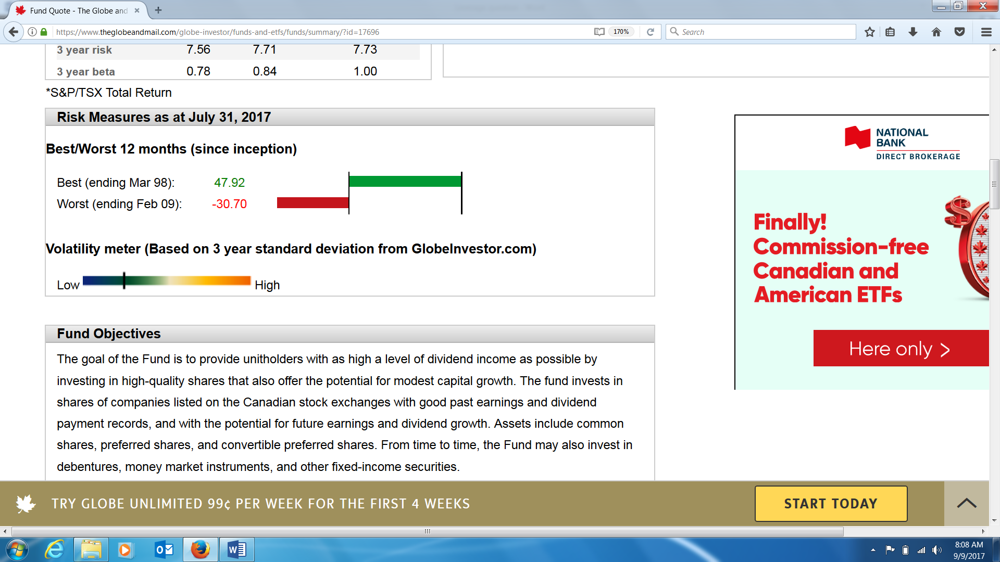 Fund Quote - The Globe and
https://www.theglobeandmail.com/globe-investor/funds-and-etfs/funds/summary/?id=17696
170%
Search
3 year risk 7.56 7.71 7.73
3 year beta 0.78 0.84 1.00
*S&P/TSX Total Return
Risk Measures as at July 31, 2017
Best/Worst 12 months (since inception)
Best (ending Mar 98): 47.92
Worst (ending Feb 09): -30.70
Volatility meter (Based on 3 year standard deviation from GlobeInvestor.com)
Low High
Fund Objectives
The goal of the Fund is to provide unitholders with as high a level of dividend income as possible by
investing in high-quality shares that also offer the potential for modest capital growth. The fund invests in
shares of companies listed on the Canadian stock exchanges with good past earnings and dividend
payment records, and with the potential for future earnings and dividend growth. Assets include common
shares, preferred shares, and convertible preferred shares. From time to time, the Fund may also invest in
debentures, money market instruments, and other fixed-income securities.
NATIONAL
BANK
DIRECT BROKERAGE
Finally!
Commission-free
Canadian and
American ETFs
$
Here only >
TRY GLOBE UNLIMITED 99¢ PER WEEK FOR THE FIRST 4 WEEKS
START TODAY
8:08 AM
9/9/2017